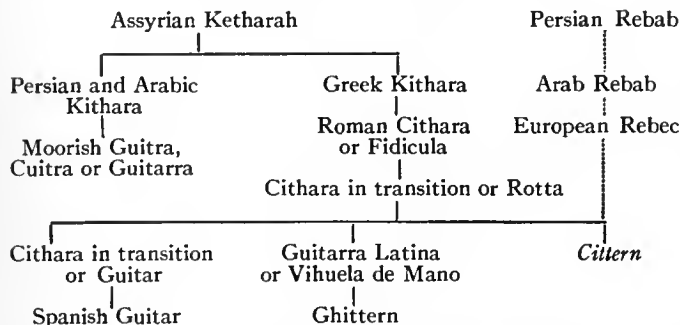 Assyrian Ketharah
Persian Rebab
Persian and Arabic
Kithara
Greek Kithara
Arab Rebab
Roman Cithara
or Fidicula
European Rebec
Moorish Guitra,
Cuitra or Guitarra
Cithara in transition or Rotta
Cithara in transition
or Guitar
Guitarra Latina
or Vihuela de Mano
Cittern
Spanish Guitar
Ghittern